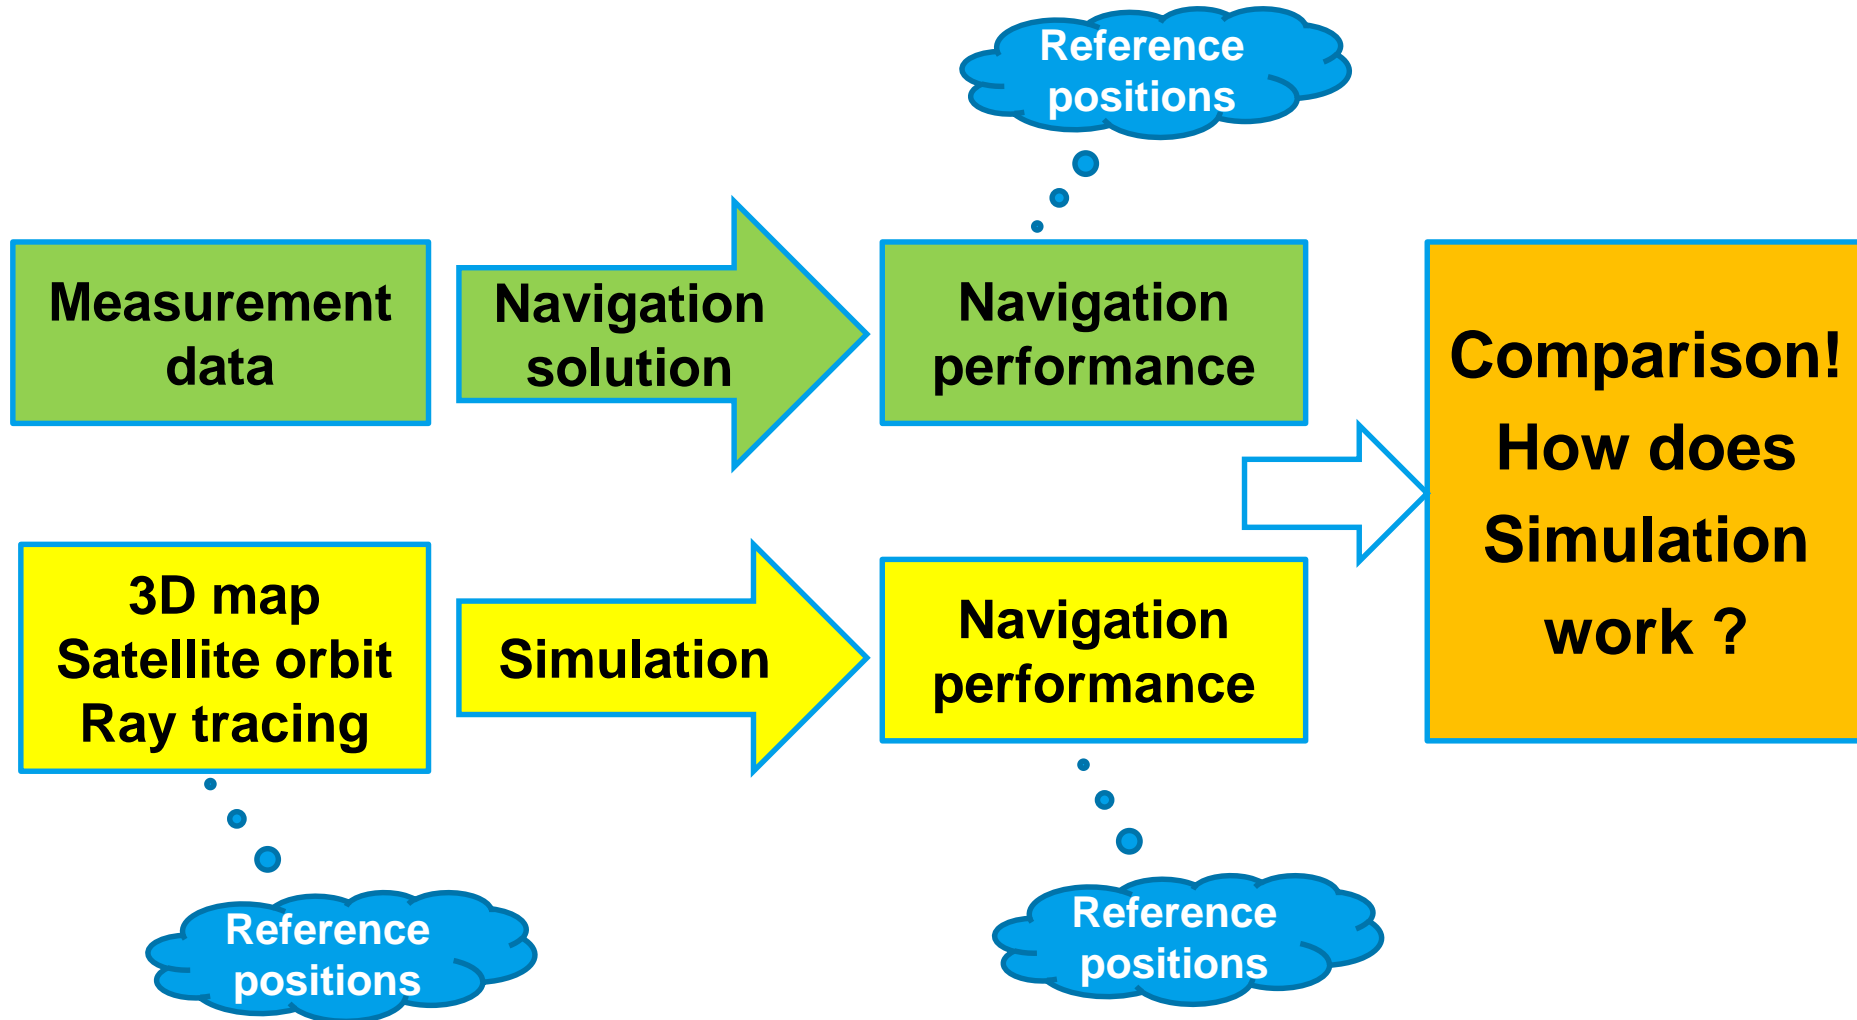 Reference
positions
Measurement
data
Navigation
solution
Navigation
performance
Comparison!
How does
Simulation
work ?
3D map
Satellite orbit
Ray tracing
Simulation
Navigation
performance
Reference
positions
Reference
positions